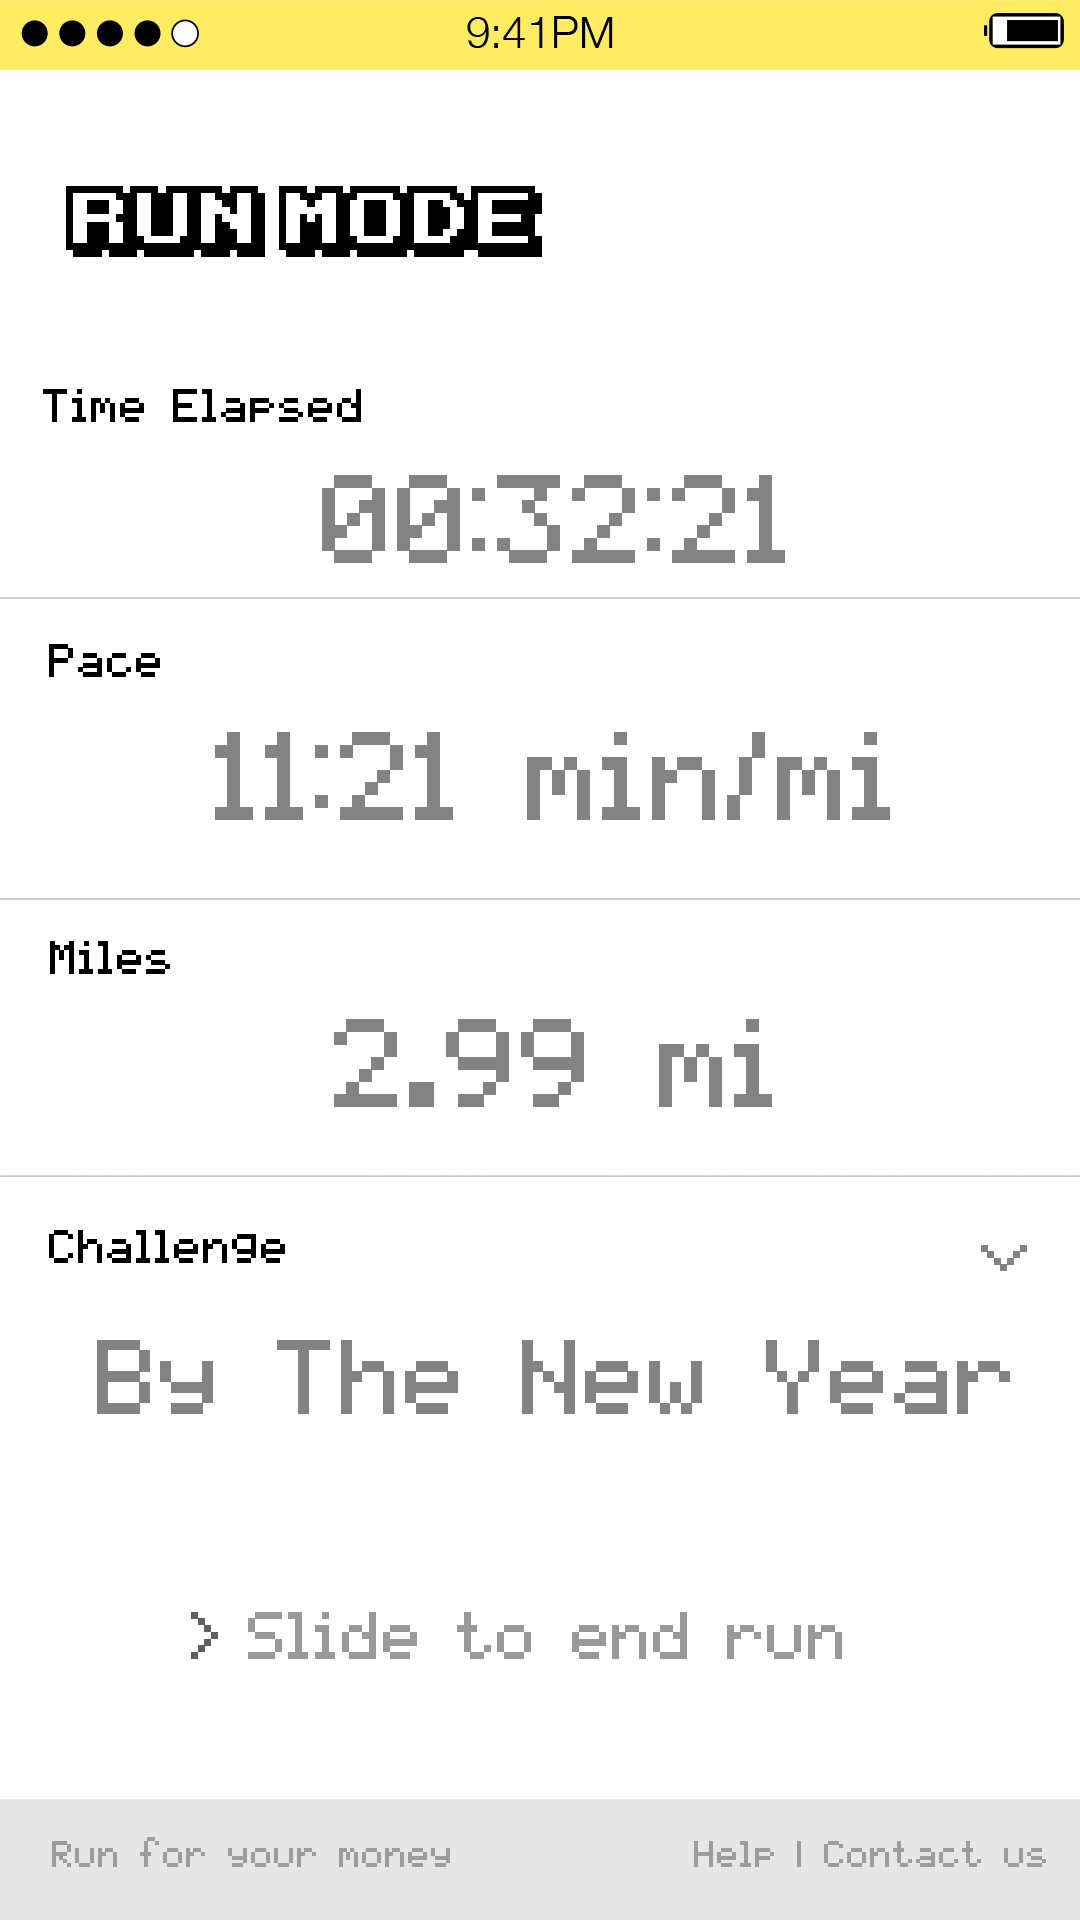 9:41PM
RUN MODE
Time Elapsed
00:32:21
Pace
11:21 min/mi
Miles
2.99 mi
Challenge
By The New Year
> Slide to end run
Run for your money
Help | Contact us